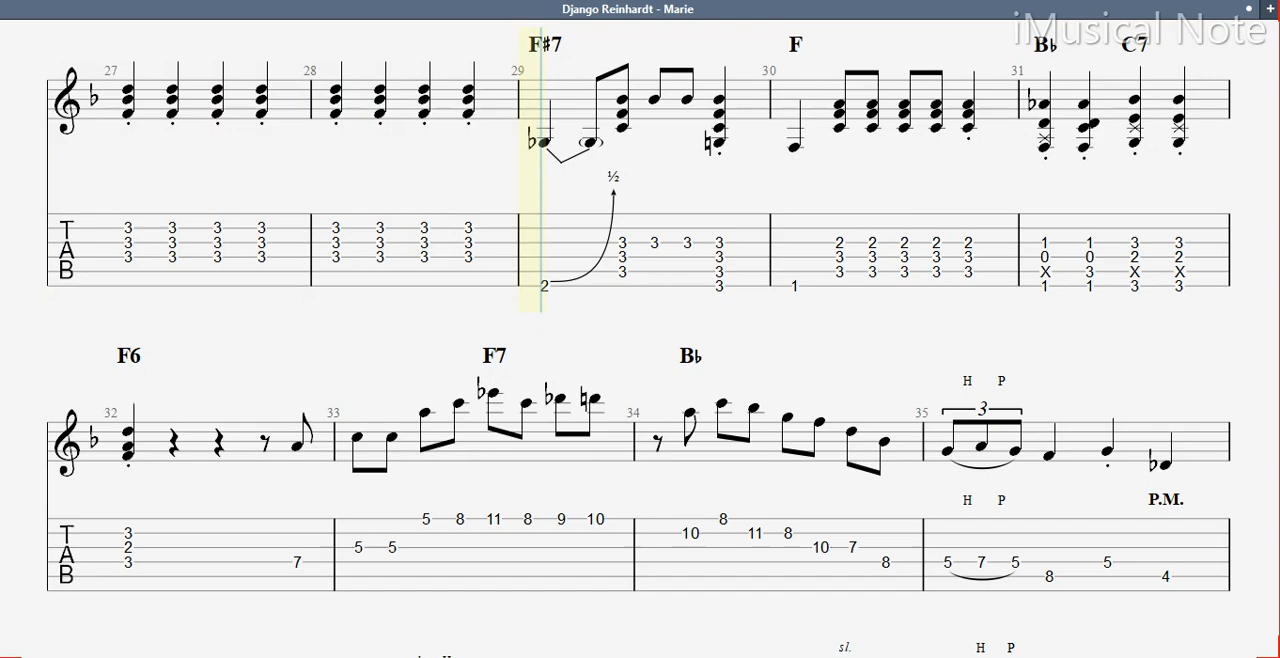 Django Reinhardt - Marie
iMusical Note
F#7 F B♭ C7
27 28 29 30 31
½
T 3 3 3 3 3 3 3 3 3 3 3 3
A 3 3 3 3 3 3 3 3 3 3 3 3 2 2 2 2 2 1 1 3 3
B 3 3 3 3 3 3 3 3 3 3 3 3 3 3 3 0 0 2 2
3 3 3 3 3 3 X 3 X X
2 3 1 1 1 3 3
F6 F7 B♭
H P
32 33 34 35
3
H P P.M.
5 8 11 8 9 10 8
T 3 10 11 8
A 2 5 5 10 7
B 3 7 8 5 7 5 5
8 4
sl. H P